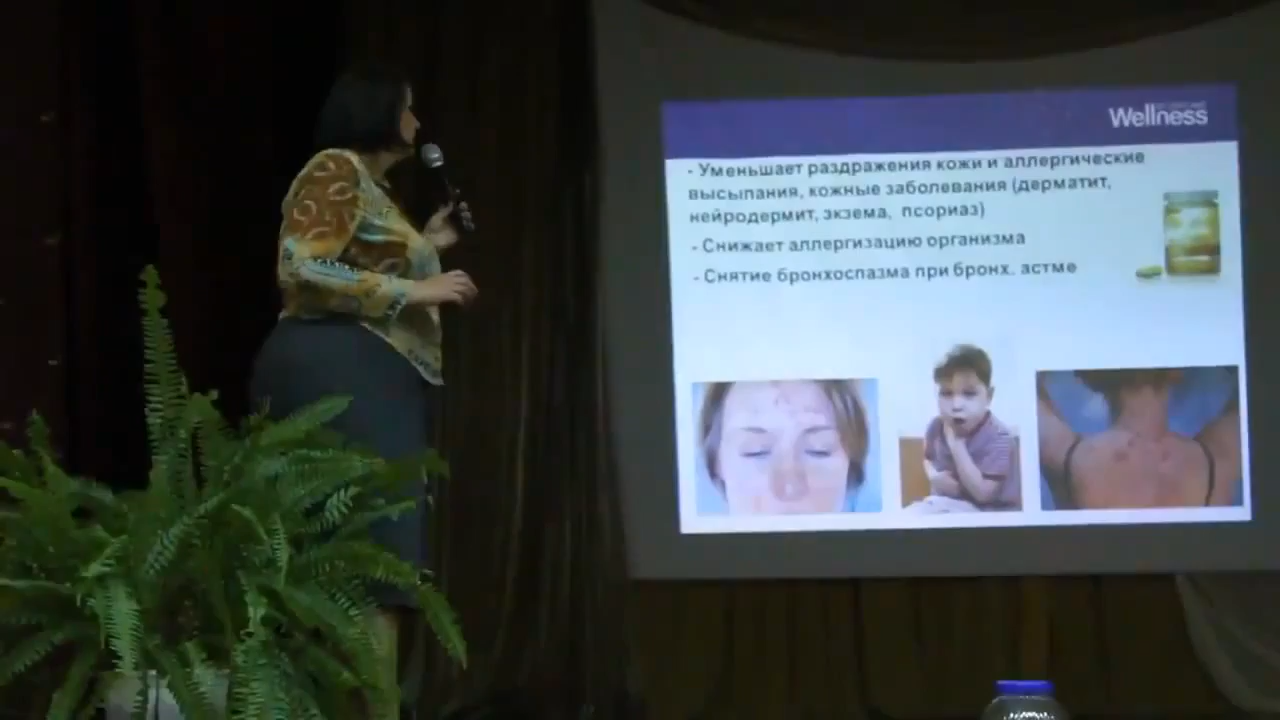 Wellness
- Уменьшает раздражения кожи и аллергические
высыпания, кожные заболевания (дерматит,
нейродермит, экзема, псориаз)
- Снижает аллергизацию организма
- Снятие бронхоспазма при бронх. астме